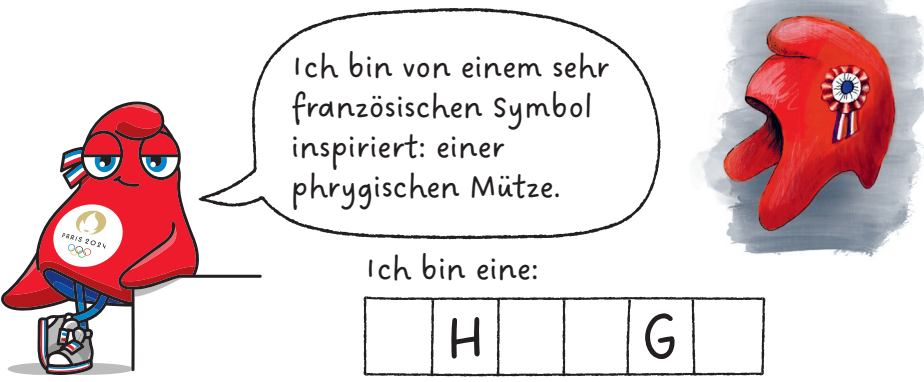 Ich bin von einem sehr
französischen Symbol
inspiriert: einer
phrygischen Mütze.
PARIS 2024
Ich bin eine:
H G